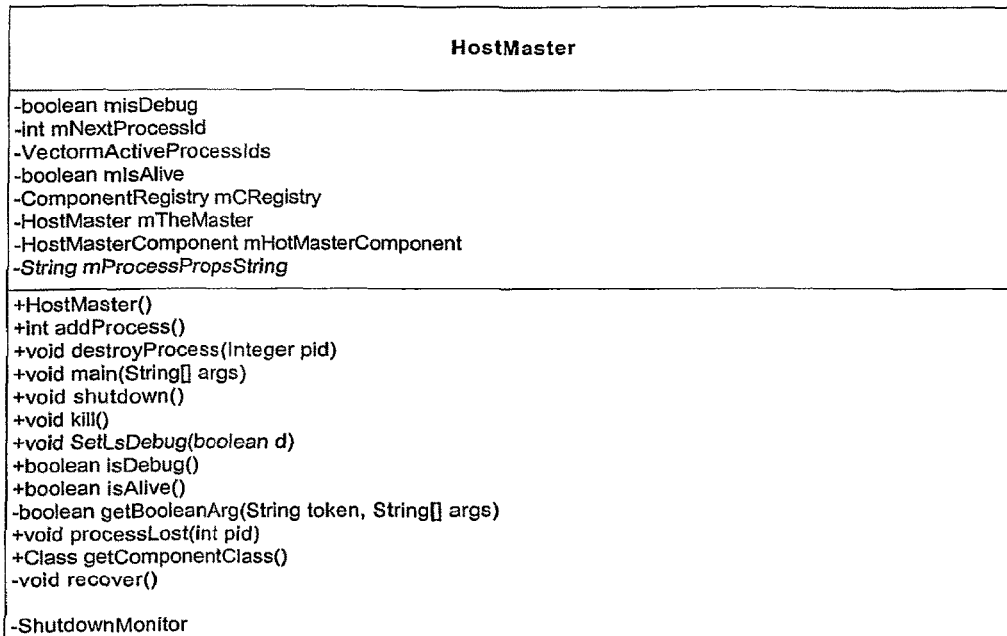 HostMaster
-boolean misDebug
-int mNextProcessId
-VectormActiveProcessIds
-boolean mIsAlive
-ComponentRegistry mCRegistry
-HostMaster mTheMaster
-HostMasterComponent mHotMasterComponent
-String mProcessPropsString
+HostMaster()
+int addProcess()
+void destroyProcess(Integer pid)
+void main(String[] args)
+void shutdown()
+void kill()
+void SetLsDebug(boolean d)
+boolean isDebug()
+boolean isAlive()
-boolean getBooleanArg(String token, String[] args)
+void processLost(int pid)
+Class getComponentClass()
-void recover()
-ShutdownMonitor